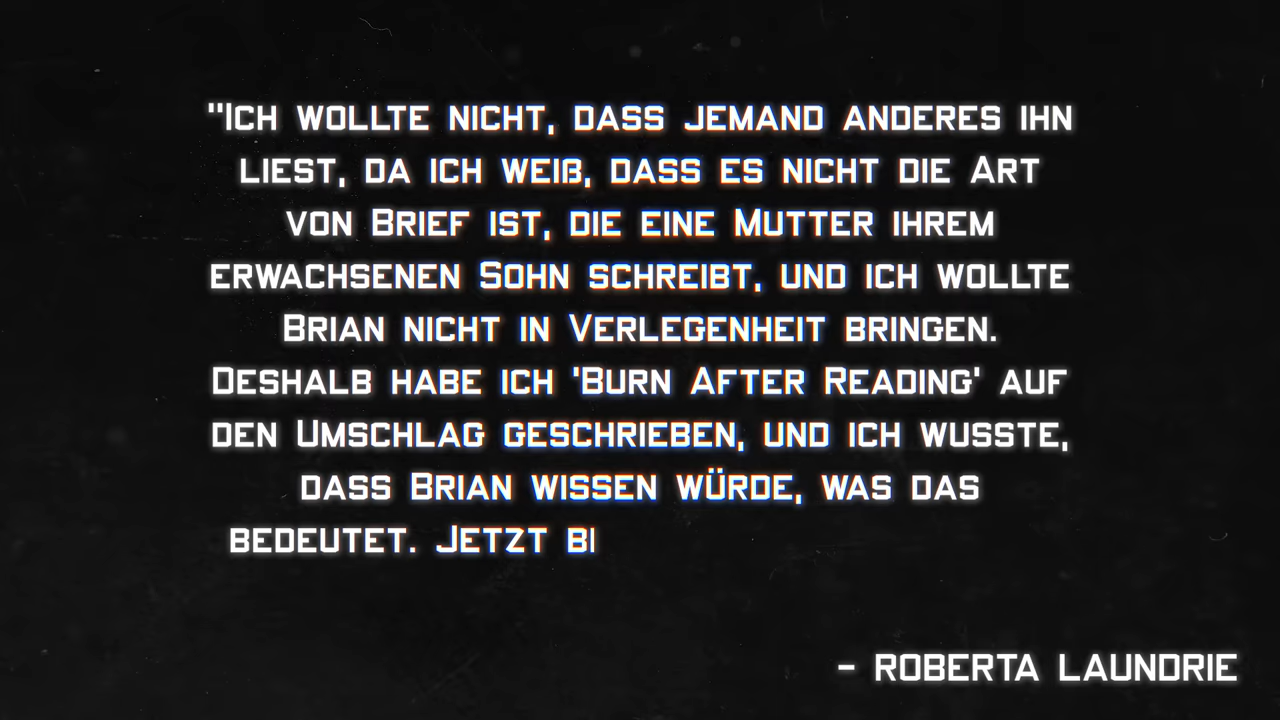 "Ich wollte nicht, dass jemand anderes ihn
liest, da ich weiß, dass es nicht die Art
von Brief ist, die eine Mutter ihrem
erwachsenen Sohn schreibt, und ich wollte
Brian nicht in Verlegenheit bringen.
Deshalb habe ich 'Burn After Reading' auf
den Umschlag geschrieben, und ich wusste,
dass Brian wissen würde, was das
bedeutet. Jetzt bi
- ROBERTA LAUNDRIE